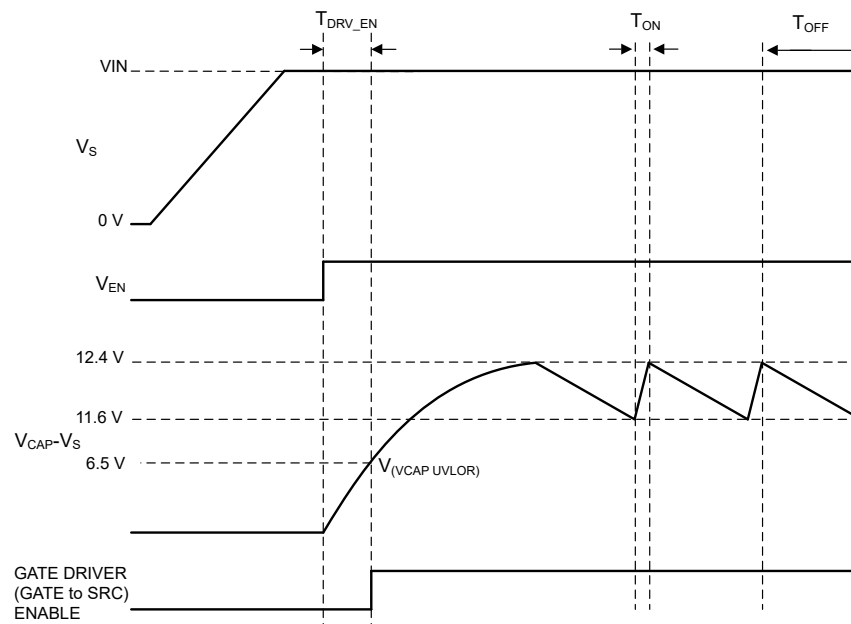 T_DRV_EN
T_ON
T_OFF
VIN
V_S
0 V
V_EN
12.4 V
11.6 V
V_CAP-V_S
6.5 V
V_(VCAP UVLOR)
GATE DRIVER
(GATE to SRC)
ENABLE